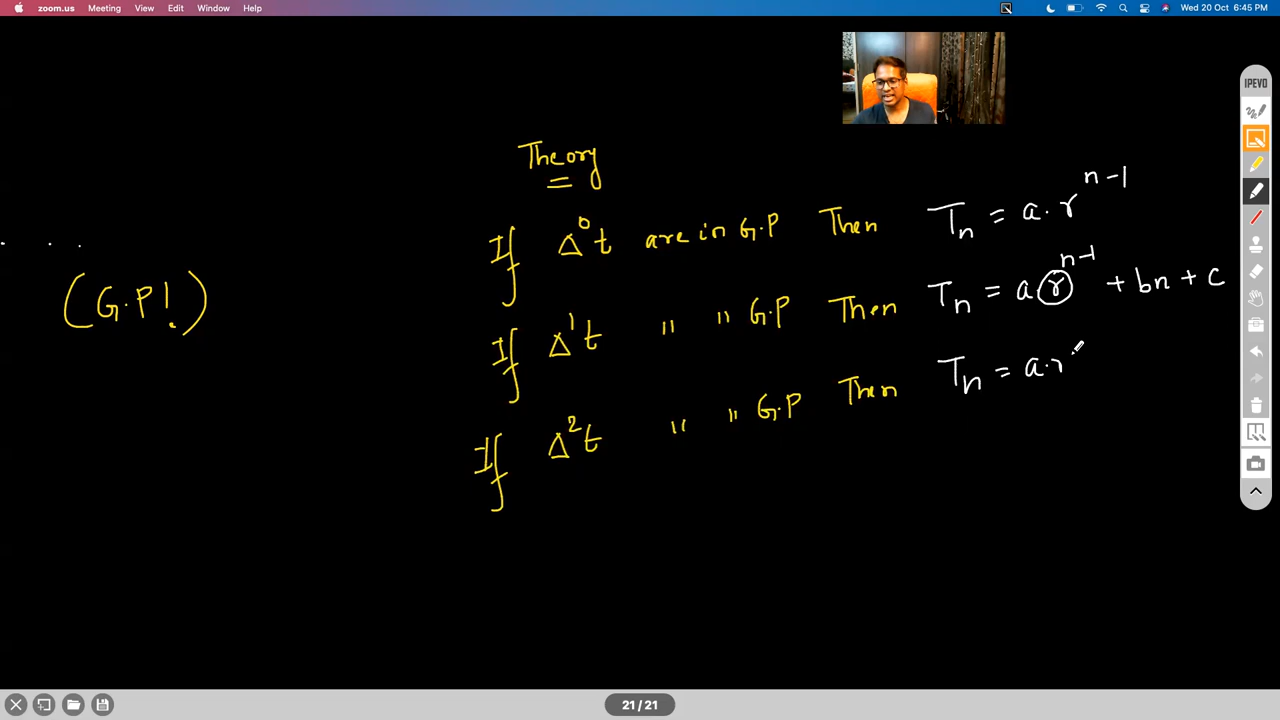 zoom.us Meeting View Edit Window Help Wed 20 Oct 6:45 PM
IPEVO
Theory
If Δ⁰t are in G.P Then Tn = a·r^(n-1)
(G.P!)
If Δ¹t " " G.P Then Tn = a·r^(n-1) + bn + c
If Δ²t " " G.P Then Tn = a·r
21 / 21